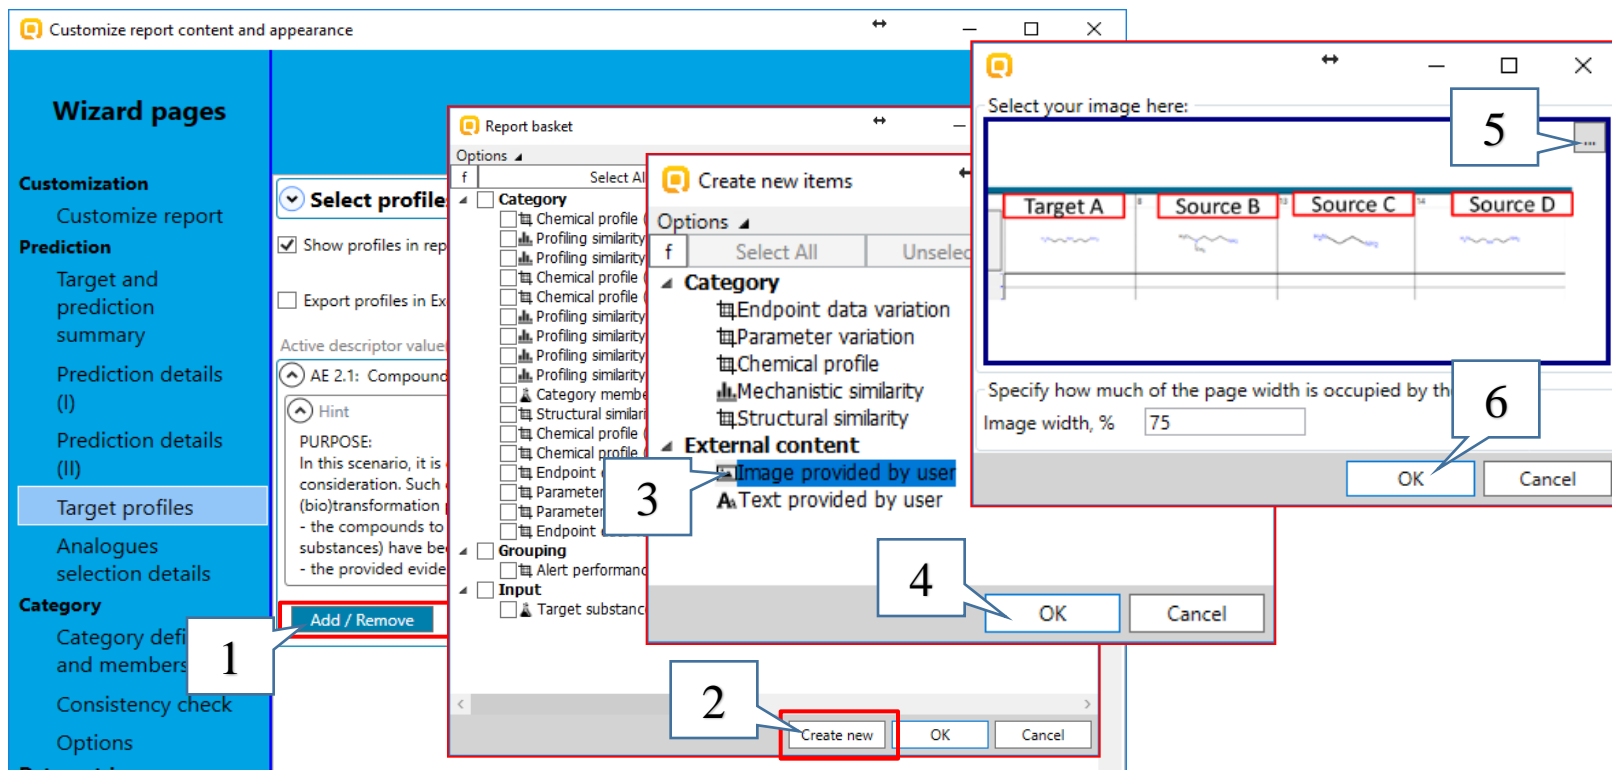 Customize report content and appearance
Wizard pages
Customization
Customize report
Prediction
Target and
prediction
summary
Prediction details
(I)
Prediction details
(II)
Target profiles
Analogues
selection details
Category
Category defi
and members
Consistency check
Options
Select profile
Show profiles in rep
Export profiles in Ex
Active descriptor value
AE 2.1: Compound
Hint
PURPOSE:
In this scenario, it is
consideration. Such
(bio)transformation
- the compounds to
substances) have be
- the provided evide
Add / Remove
1
Report basket
Options
f
Select Al
Category
Chemical profile (
Profiling similarity
Profiling similarity
Chemical profile (
Chemical profile (
Profiling similarity
Profiling similarity
Profiling similarity
Profiling similarity
Category membe
Structural similari
Chemical profile (
Chemical profile (
Endpoint
Parameter
Parameter
Endpoint
Grouping
Alert performanc
Input
Target substanc
2
Create new
OK
Cancel
Create new items
Options
f
Select All
Unselec
Category
Endpoint data variation
Parameter variation
Chemical profile
Mechanistic similarity
Structural similarity
External content
Image provided by user
Text provided by user
3
4
OK
Cancel
Select your image here:
5
...
Target A
8
Source B
13
Source C
14
Source D
Specify how much of the page width is occupied by the
Image width, %
75
6
OK
Cancel